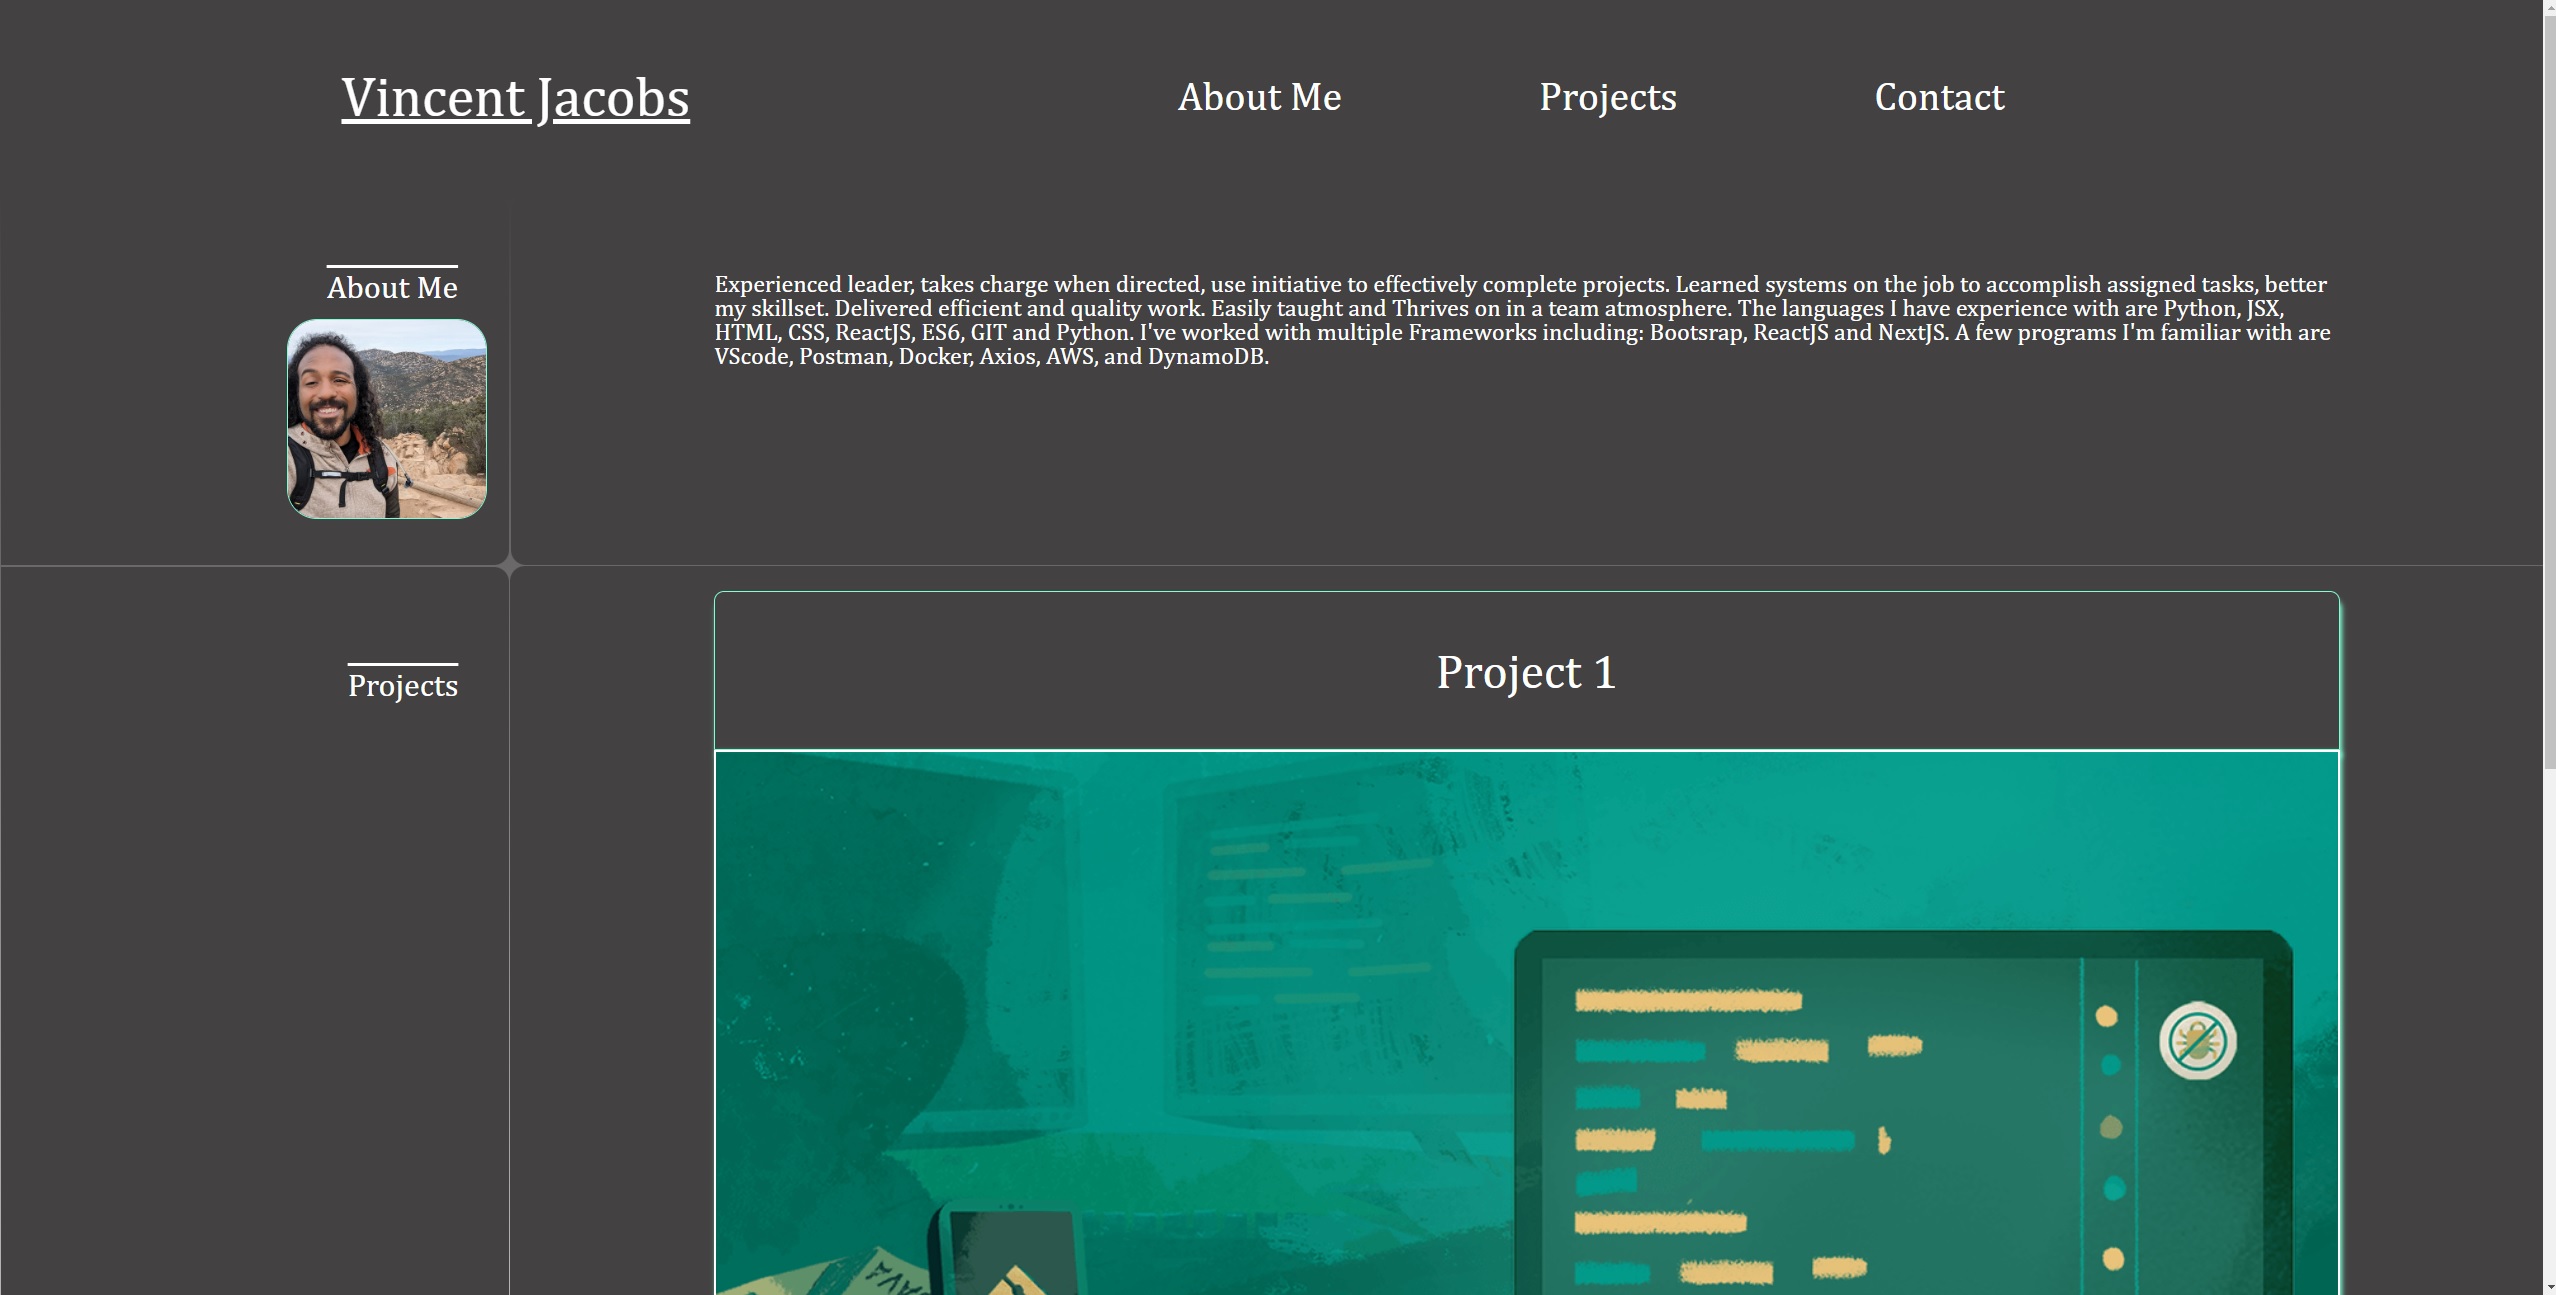 Vincent Jacobs
About Me
Projects
Contact
About Me
Experienced leader, takes charge when directed, use initiative to effectively complete projects. Learned systems on the job to accomplish assigned tasks, better
my skillset. Delivered efficient and quality work. Easily taught and Thrives on in a team atmosphere. The languages I have experience with are Python, JSX,
HTML, CSS, ReactJS, ES6, GIT and Python. I've worked with multiple Frameworks including: Bootsrap, ReactJS and NextJS. A few programs I'm familiar with are
VScode, Postman, Docker, Axios, AWS, and DynamoDB.
Projects
Project 1